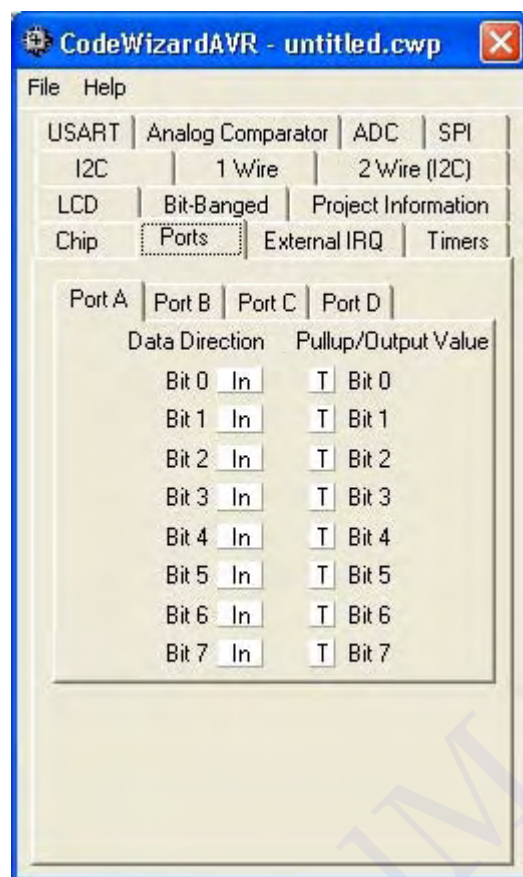 CodeWizardAVR - untitled.cwp
File Help
USART Analog Comparator ADC SPI
I2C 1 Wire 2 Wire (I2C)
LCD Bit-Banged Project Information
Chip Ports External IRQ Timers
Port A Port B Port C Port D
Data Direction Pullup/Output Value
Bit 0 In T Bit 0
Bit 1 In T Bit 1
Bit 2 In T Bit 2
Bit 3 In T Bit 3
Bit 4 In T Bit 4
Bit 5 In T Bit 5
Bit 6 In T Bit 6
Bit 7 In T Bit 7